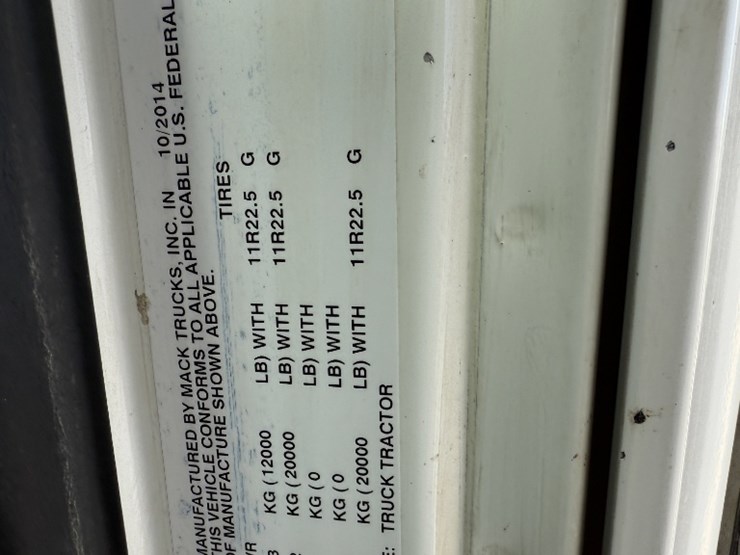 MANUFACTURED BY MACK TRUCKS, INC. IN 10/2014
THIS VEHICLE CONFORMS TO ALL APPLICABLE U.S. FEDERAL
OF MANUFACTURE SHOWN ABOVE.
TIRES
KG (12000 LB) WITH 11R22.5 G
KG (20000 LB) WITH 11R22.5 G
KG (0 LB) WITH
KG (0 LB) WITH
KG (20000 LB) WITH 11R22.5 G
E: TRUCK TRACTOR